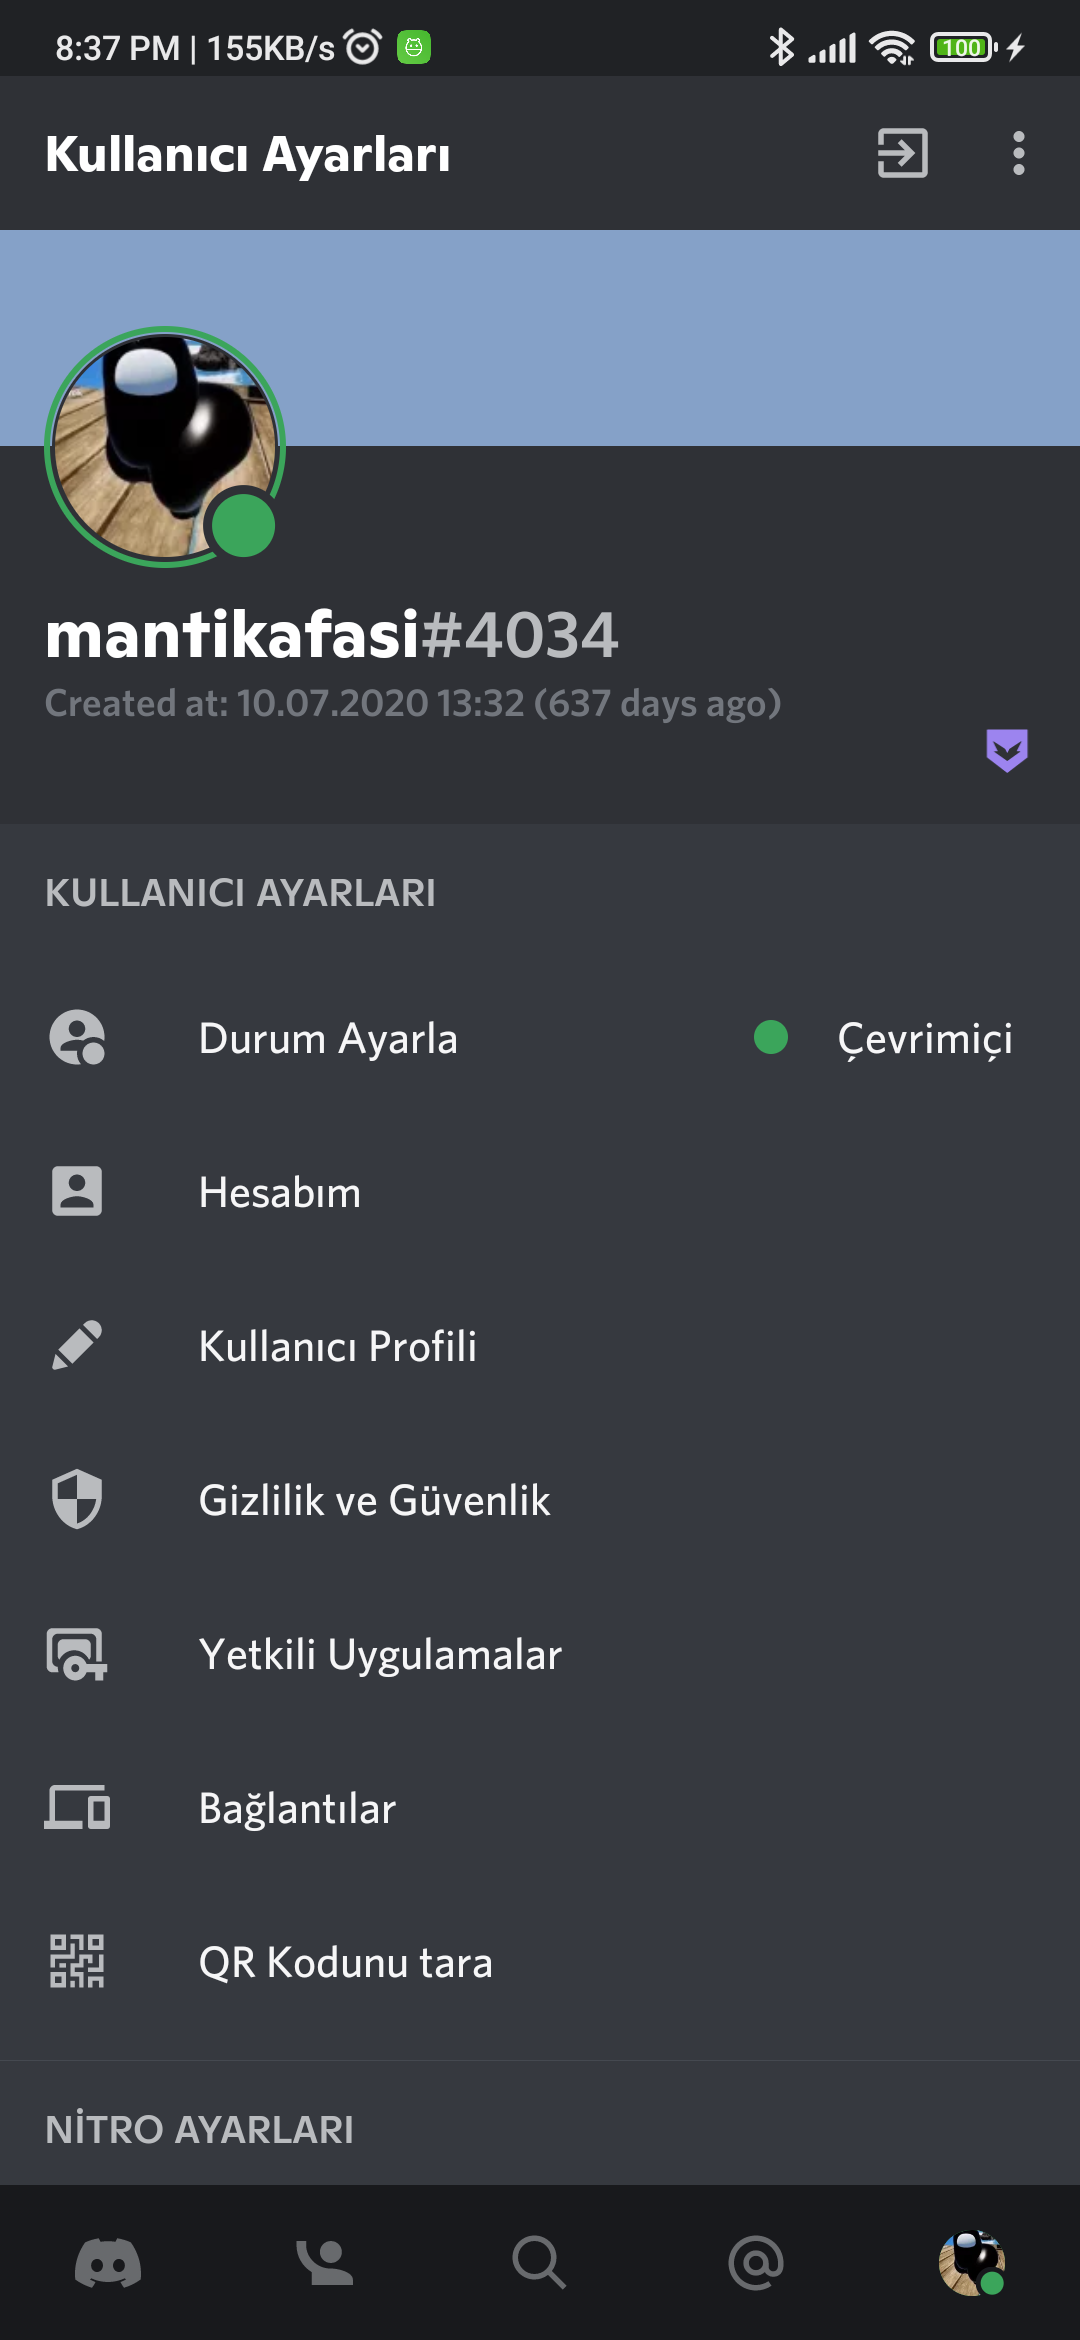 8:37 PM | 155KB/s
100
Kullanıcı Ayarları
mantikafasi#4034
Created at: 10.07.2020 13:32 (637 days ago)
KULLANICI AYARLARI
Durum Ayarla Çevrimiçi
Hesabım
Kullanıcı Profili
Gizlilik ve Güvenlik
Yetkili Uygulamalar
Bağlantılar
QR Kodunu tara
NİTRO AYARLARI